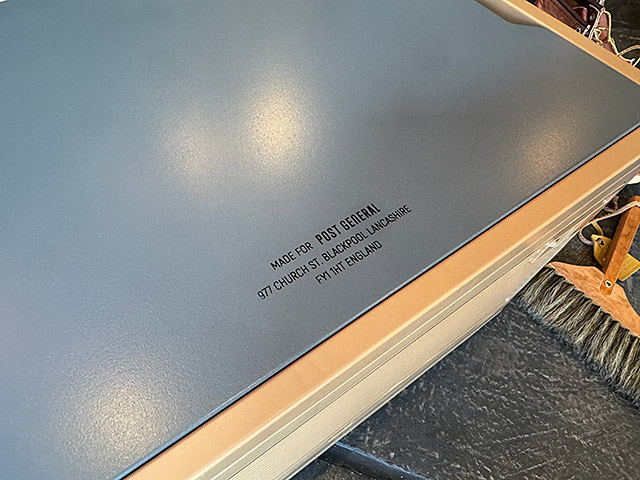 MADE FOR POST GENERAL
977 CHURCH ST. BLACKPOOL LANCASHIRE
FY1 1HT ENGLAND